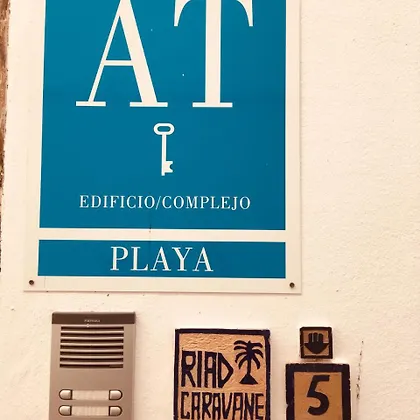 AT
EDIFICIO/COMPLEJO
PLAYA
RIAD
CARAVANE
5